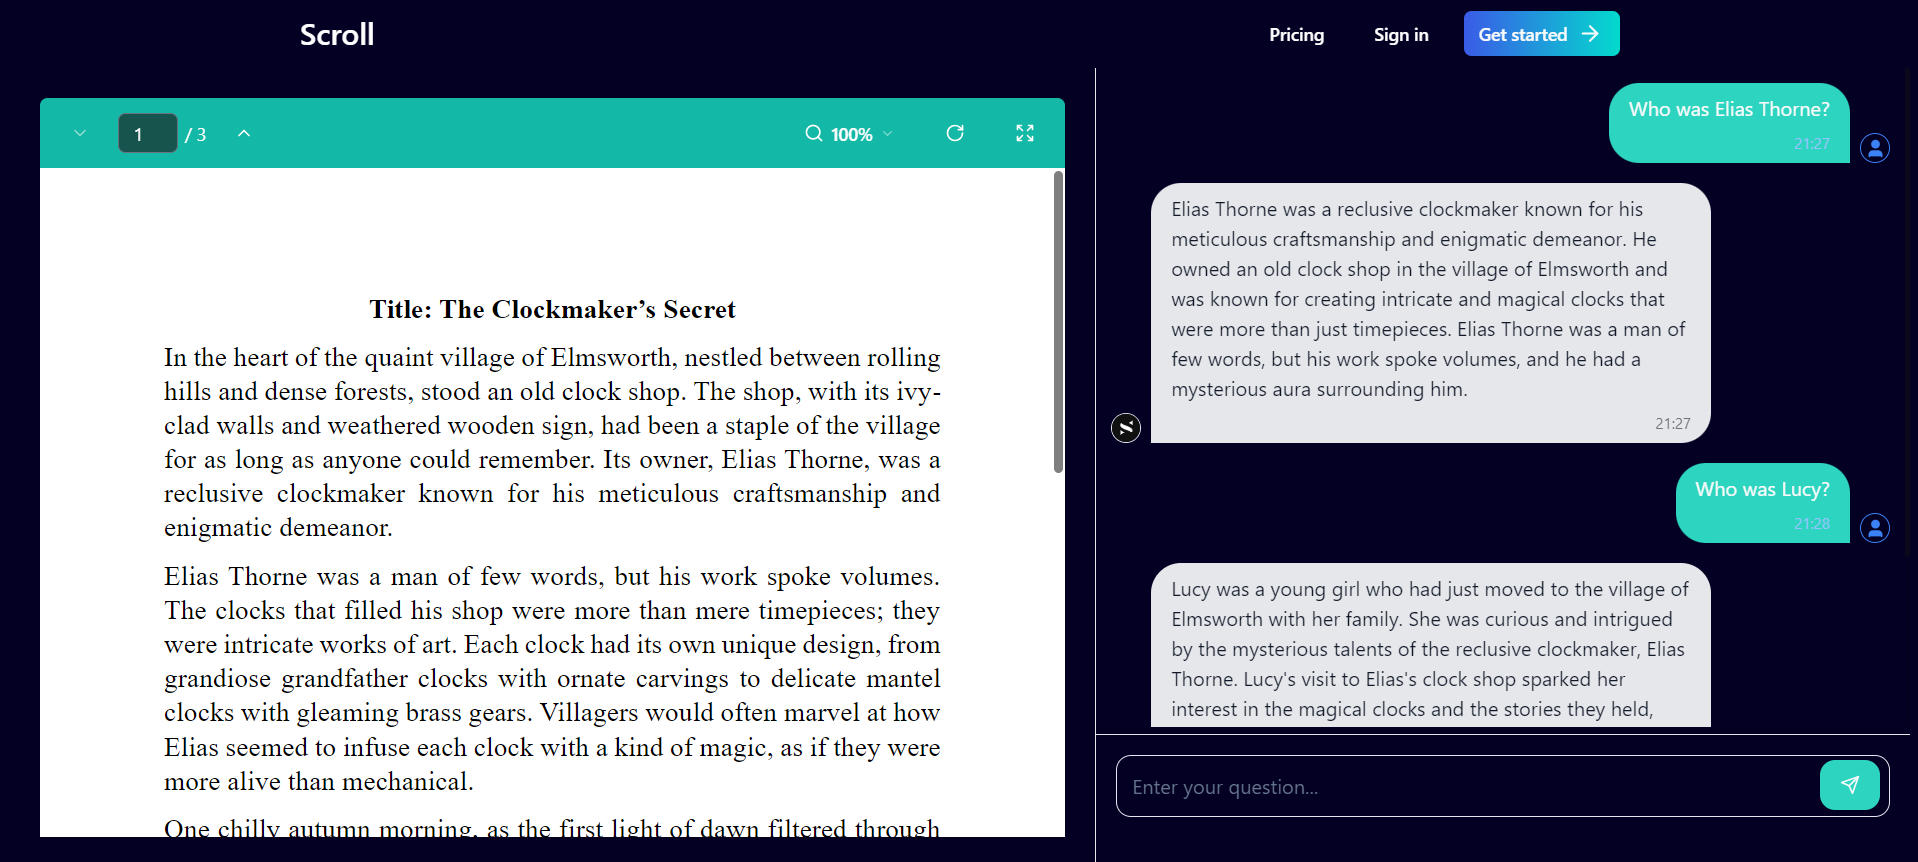 Scroll
Pricing
Sign in
Get started
1 / 3
100%
Title: The Clockmaker’s Secret
In the heart of the quaint village of Elmsworth, nestled between rolling
hills and dense forests, stood an old clock shop. The shop, with its ivy-
clad walls and weathered wooden sign, had been a staple of the village
for as long as anyone could remember. Its owner, Elias Thorne, was a
reclusive clockmaker known for his meticulous craftsmanship and
enigmatic demeanor.
Elias Thorne was a man of few words, but his work spoke volumes.
The clocks that filled his shop were more than mere timepieces; they
were intricate works of art. Each clock had its own unique design, from
grandiose grandfather clocks with ornate carvings to delicate mantel
clocks with gleaming brass gears. Villagers would often marvel at how
Elias seemed to infuse each clock with a kind of magic, as if they were
more alive than mechanical.
One chilly autumn morning, as the first light of dawn filtered through
Who was Elias Thorne?
21:27
Elias Thorne was a reclusive clockmaker known for his
meticulous craftsmanship and enigmatic demeanor. He
owned an old clock shop in the village of Elmsworth and
was known for creating intricate and magical clocks that
were more than just timepieces. Elias Thorne was a man of
few words, but his work spoke volumes, and he had a
mysterious aura surrounding him.
21:27
Who was Lucy?
21:28
Lucy was a young girl who had just moved to the village of
Elmsworth with her family. She was curious and intrigued
by the mysterious talents of the reclusive clockmaker, Elias
Thorne. Lucy's visit to Elias's clock shop sparked her
interest in the magical clocks and the stories they held,
Enter your question...